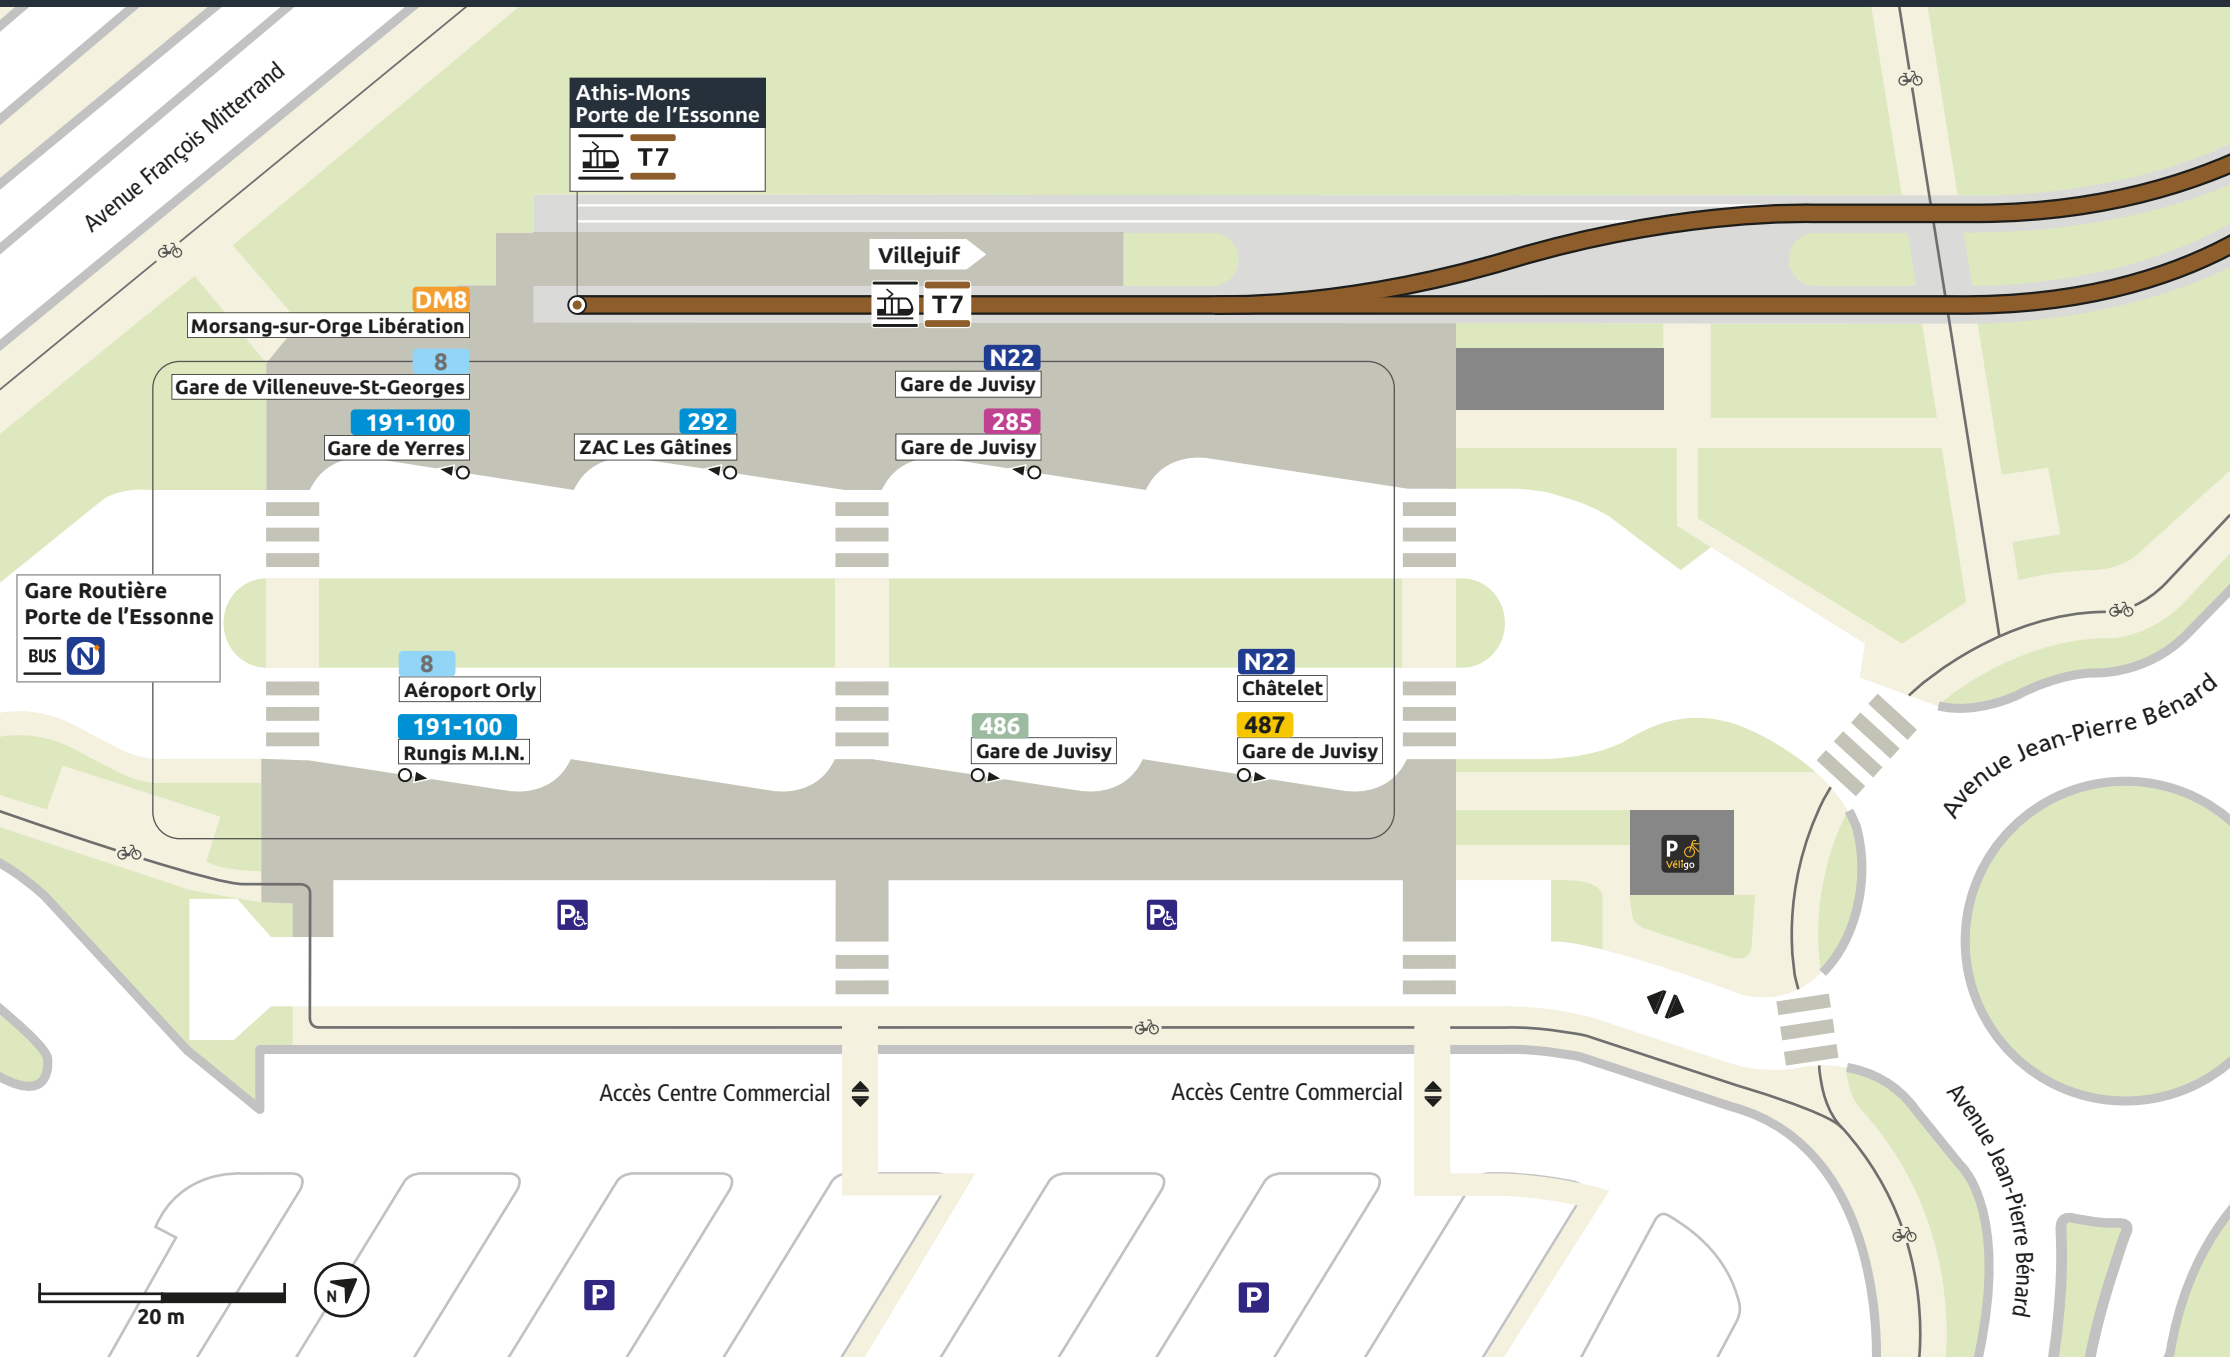 Avenue François Mitterrand
Athis-Mons
Porte de l'Essonne
T7
Villejuif
T7
DM8
Morsang-sur-Orge Libération
8
Gare de Villeneuve-St-Georges
191-100
Gare de Yerres
292
ZAC Les Gâtines
N22
Gare de Juvisy
285
Gare de Juvisy
Gare Routière
Porte de l'Essonne
BUS N
8
Aéroport Orly
191-100
Rungis M.I.N.
486
Gare de Juvisy
N22
Châtelet
487
Gare de Juvisy
Avenue Jean-Pierre Bénard
P
Véligo
P
P
Accès Centre Commercial
Accès Centre Commercial
Avenue Jean-Pierre Bénard
P
P
20 m
N